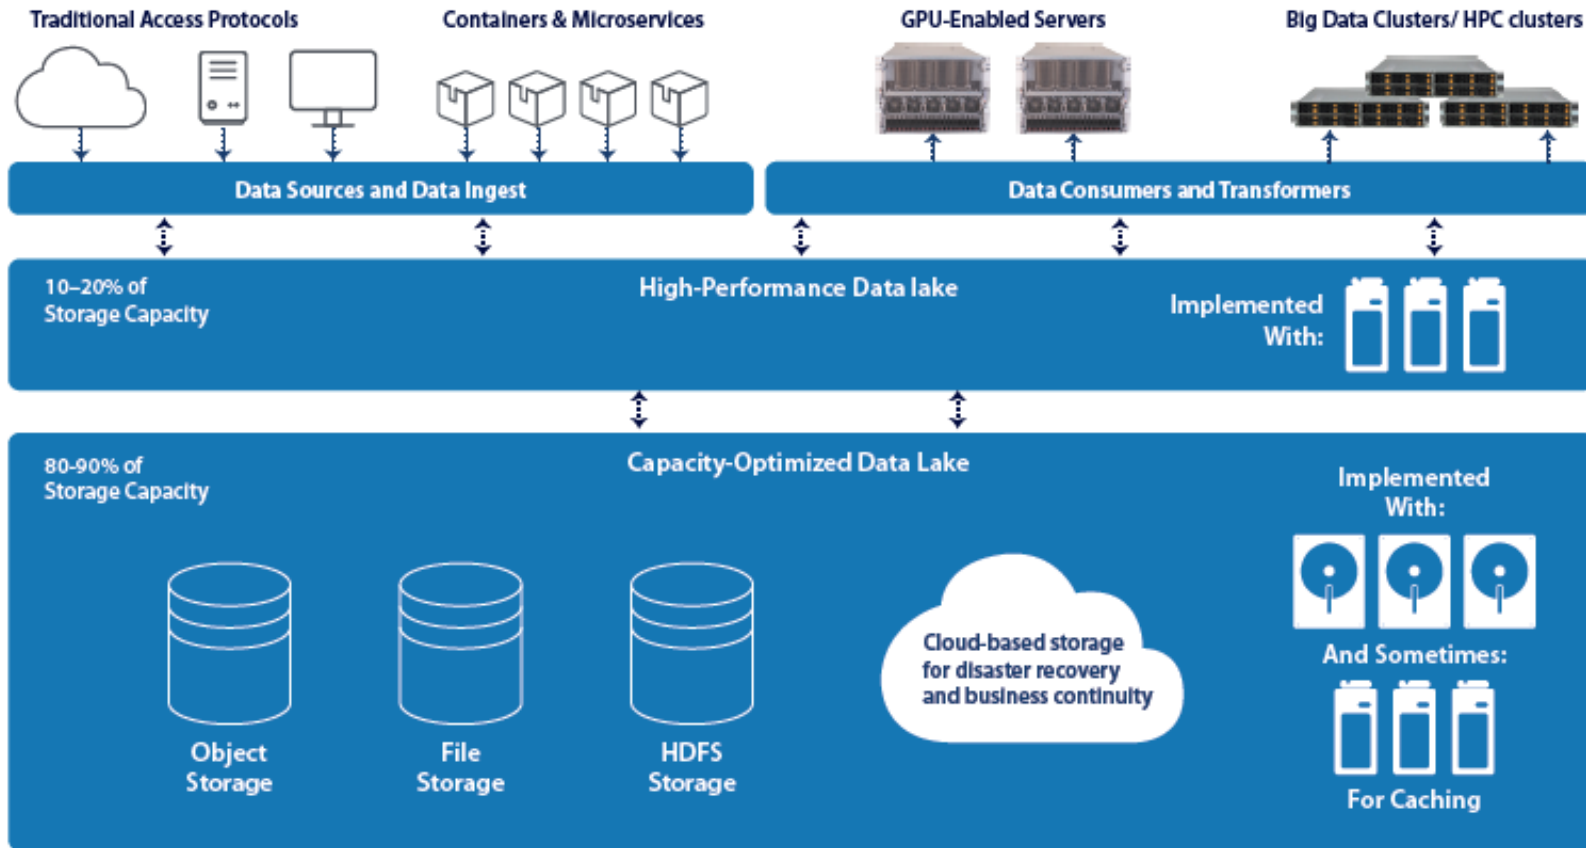 Traditional Access Protocols
Containers & Microservices
GPU-Enabled Servers
Big Data Clusters/ HPC clusters
Data Sources and Data Ingest
Data Consumers and Transformers
10–20% of
Storage Capacity
High-Performance Data lake
Implemented
With:
80-90% of
Storage Capacity
Capacity-Optimized Data Lake
Implemented
With:
Cloud-based storage
for disaster recovery
and business continuity
And Sometimes:
Object
Storage
File
Storage
HDFS
Storage
For Caching